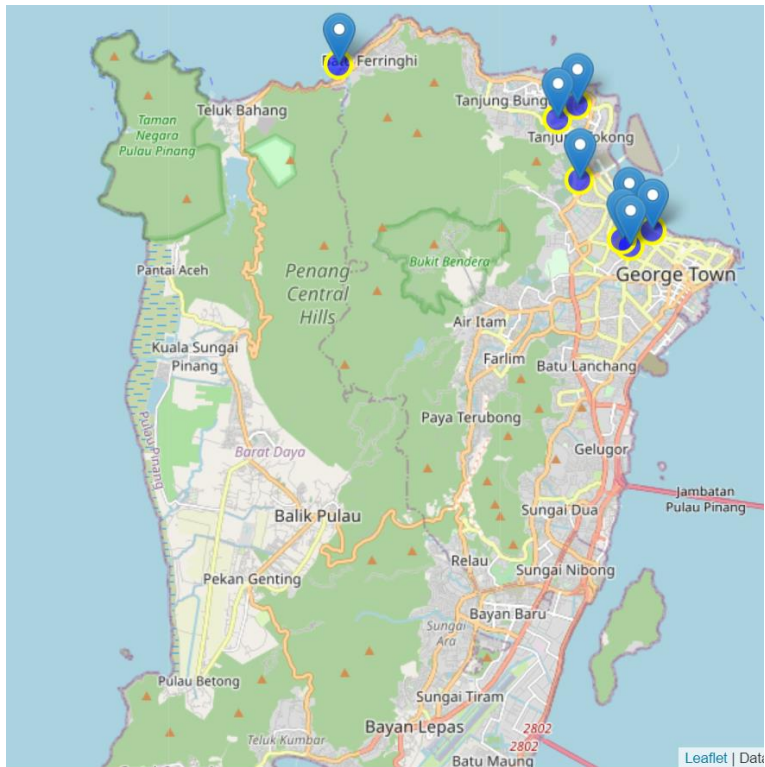 Ferringhi
Teluk Bahang
Tanjung Bung
Taman
Negara
Pulau Pinang
Tanjung Tokong
Pantai Aceh
Bukit Bendera
George Town
Penang
Central
Hills
Air Itam
Kuala Sungai
Pinang
Farlim
Batu Lanchang
Pulau Pinang
Paya Terubong
Barat Daya
Gelugor
Jambatan
Pulau Pinang
Balik Pulau
Sungai Dua
Relau
Pekan Genting
Sungai Nibong
Bayan Baru
Sungai
Ara
Pulau Betong
Sungai Tiram
Bayan Lepas
2802
2802
Teluk Kumbar
Batu Maung
Leaflet | Data